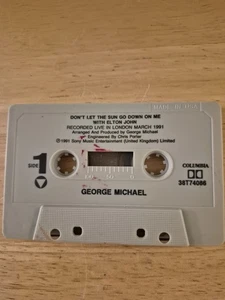 DON'T LET THE SUN GO DOWN ON ME
WITH ELTON JOHN
RECORDED LIVE IN LONDON MARCH 1991
Arranged And Produced by George Michael
Engineered By Chris Porter
℗ 1991 Sony Music Entertainment (United Kingdom) Limited
SIDE 1
COLUMBIA
38T74086
GEORGE MICHAEL